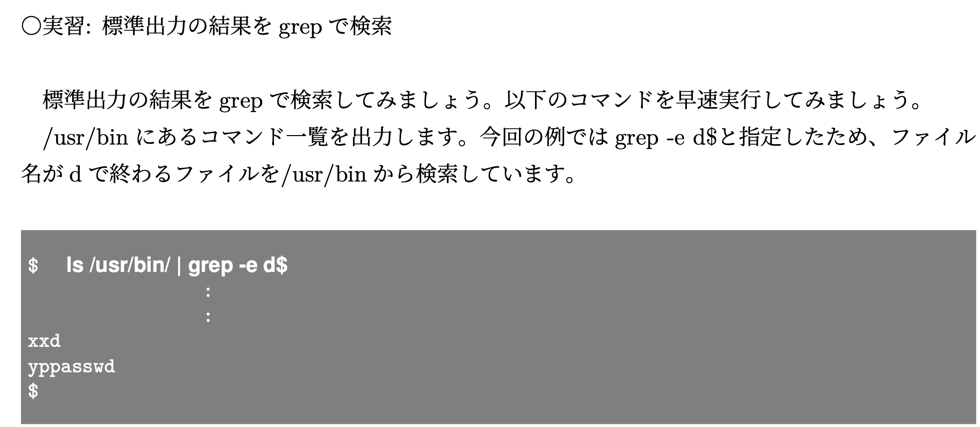 〇実習: 標準出力の結果を grep で検索
標準出力の結果を grep で検索してみましょう。以下のコマンドを早速実行してみましょう。
/usr/bin にあるコマンド一覧を出力します。今回の例では grep -e d$と指定したため、ファイル
名が d で終わるファイルを/usr/bin から検索しています。
$ ls /usr/bin/ | grep -e d$
:
:
xxd
yppasswd
$